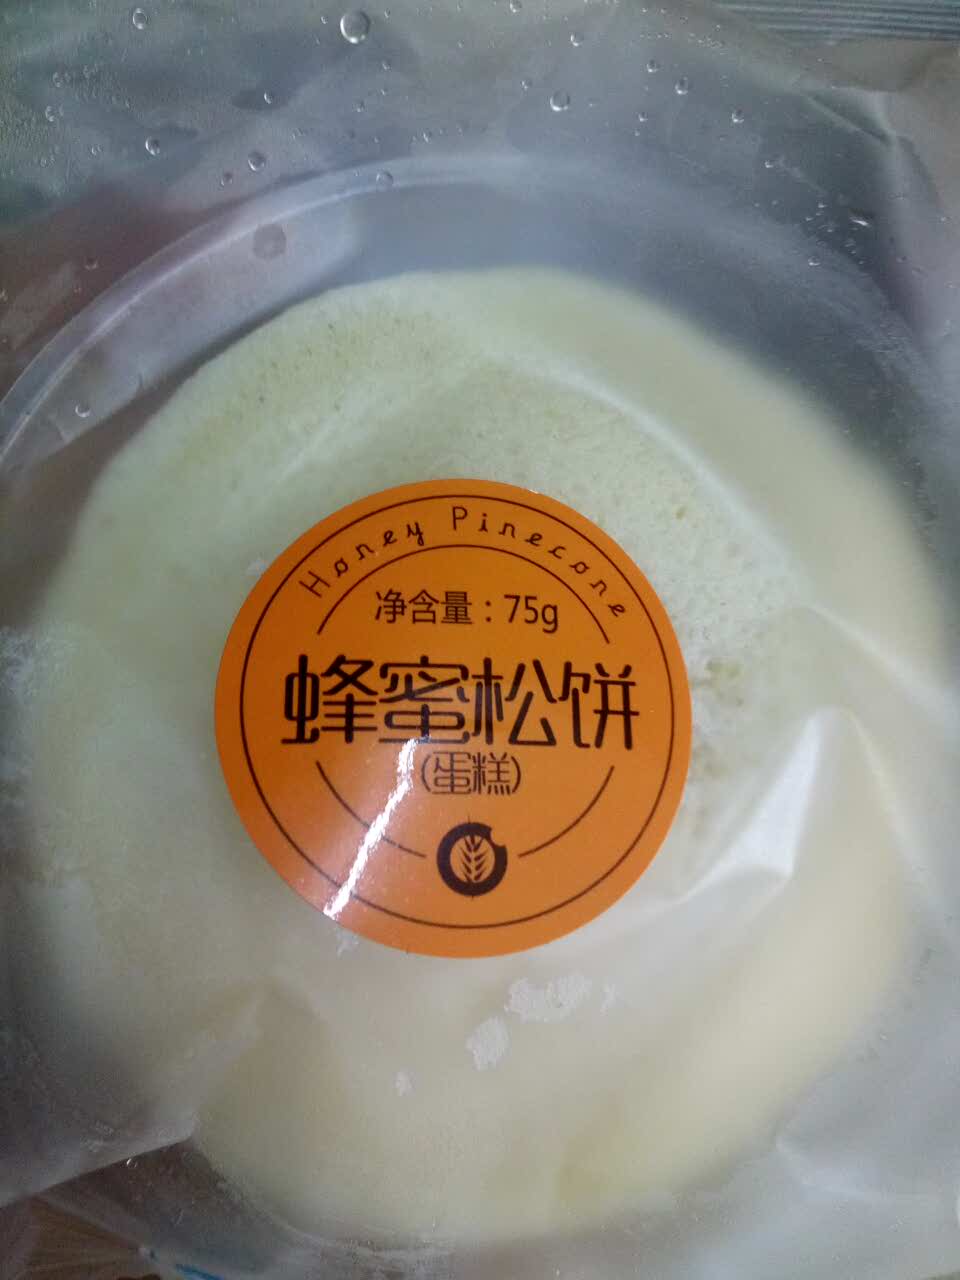 Honey Pinecone
净含量：75g
蜂蜜松饼
（蛋糕）